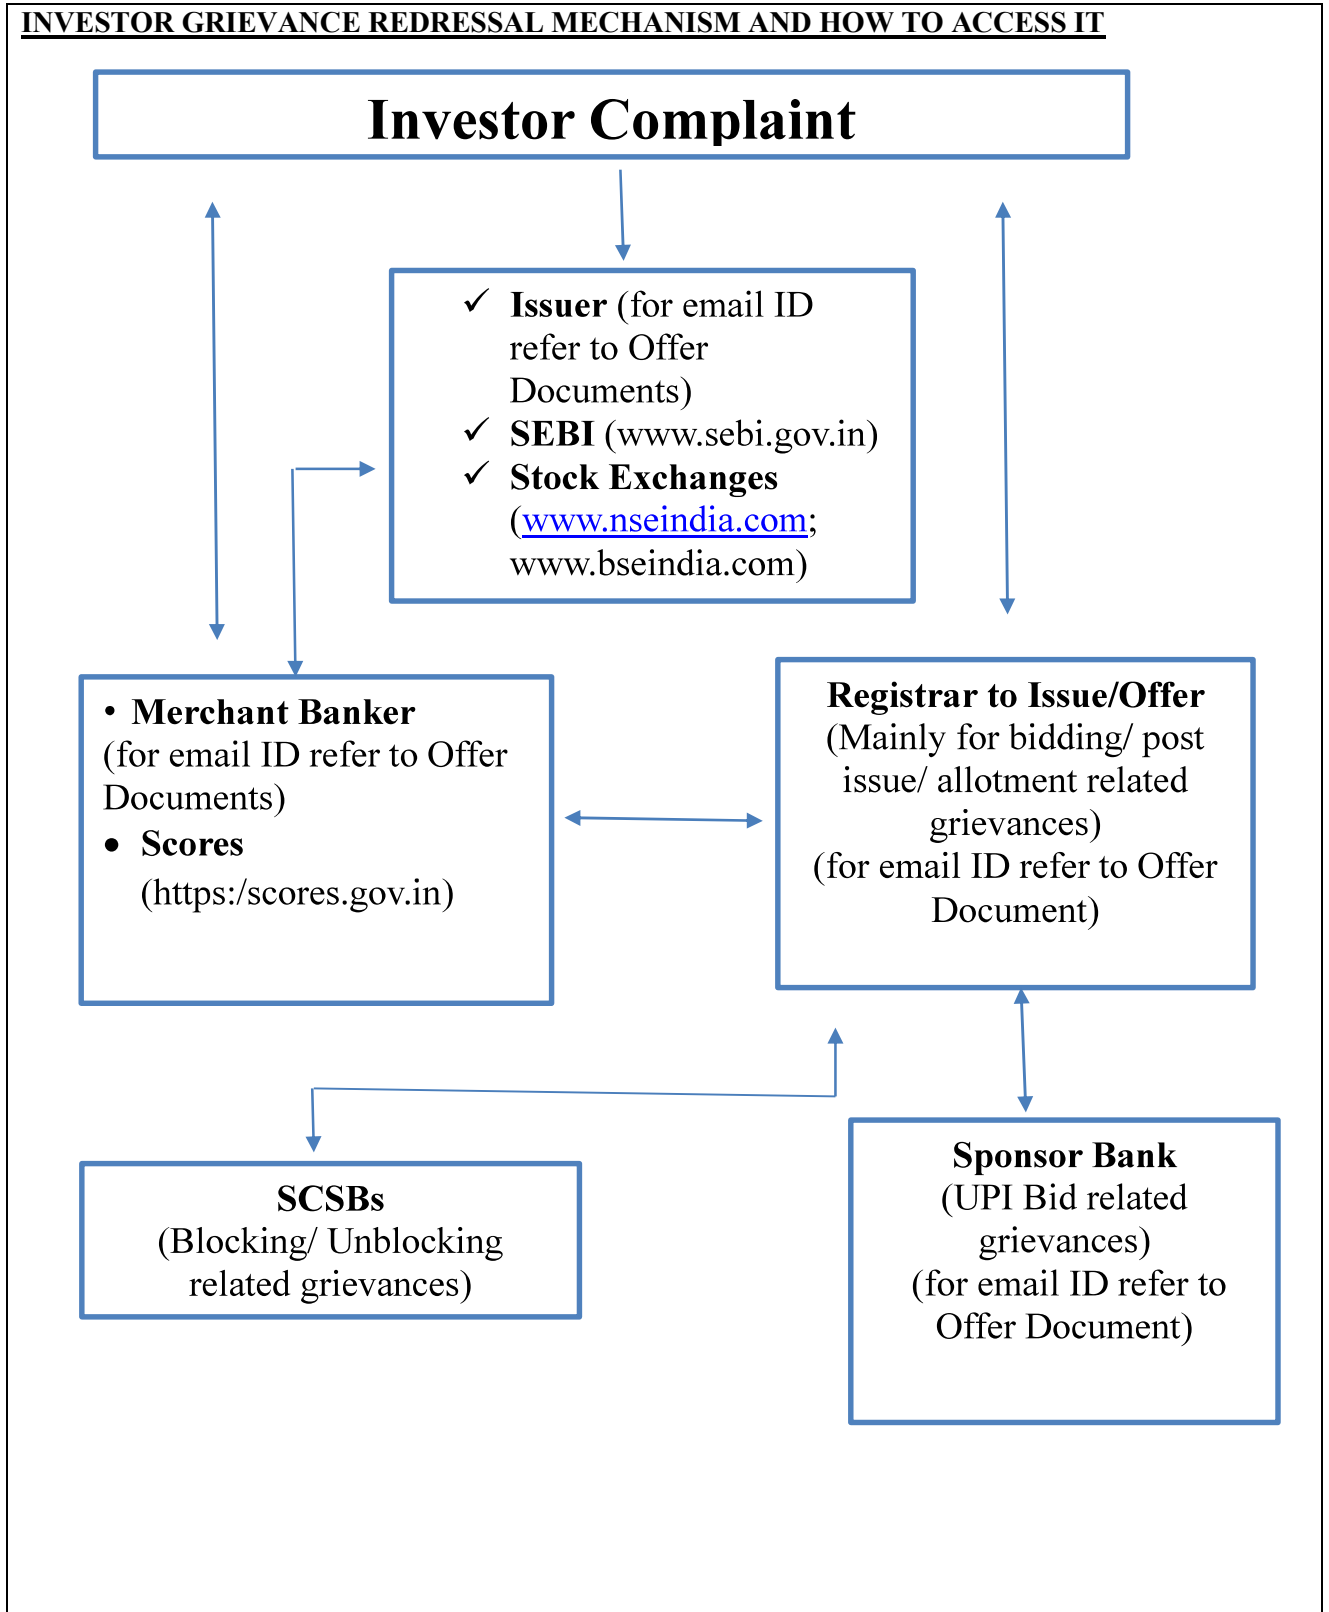 INVESTOR GRIEVANCE REDRESSAL MECHANISM AND HOW TO ACCESS IT
Investor Complaint
✓ Issuer (for email ID
refer to Offer
Documents)
✓ SEBI (www.sebi.gov.in)
✓ Stock Exchanges
(www.nseindia.com;
www.bseindia.com)
• Merchant Banker
(for email ID refer to Offer
Documents)
• Scores
(https:/scores.gov.in)
Registrar to Issue/Offer
(Mainly for bidding/ post
issue/ allotment related
grievances)
(for email ID refer to Offer
Document)
SCSBs
(Blocking/ Unblocking
related grievances)
Sponsor Bank
(UPI Bid related
grievances)
(for email ID refer to
Offer Document)